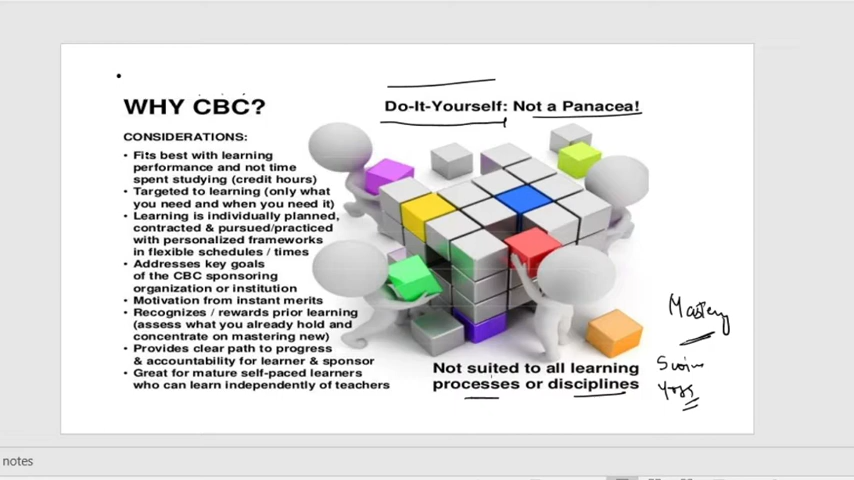 WHY CBC?
CONSIDERATIONS:
• Fits best with learning
performance and not time
spent studying (credit hours)
• Targeted to learning (only what
you need and when you need it)
• Learning is individually planned,
contracted & pursued/practiced
with personalized frameworks
in flexible schedules / times
• Addresses key goals
of the CBC sponsoring
organization or institution
• Motivation from instant merits
• Recognizes / rewards prior learning
(assess what you already hold and
concentrate on mastering new)
• Provides clear path to progress
& accountability for learner & sponsor
• Great for mature self-paced learners
who can learn independently of teachers
Do-It-Yourself: Not a Panacea!
Not suited to all learning
processes or disciplines
Mastery
notes